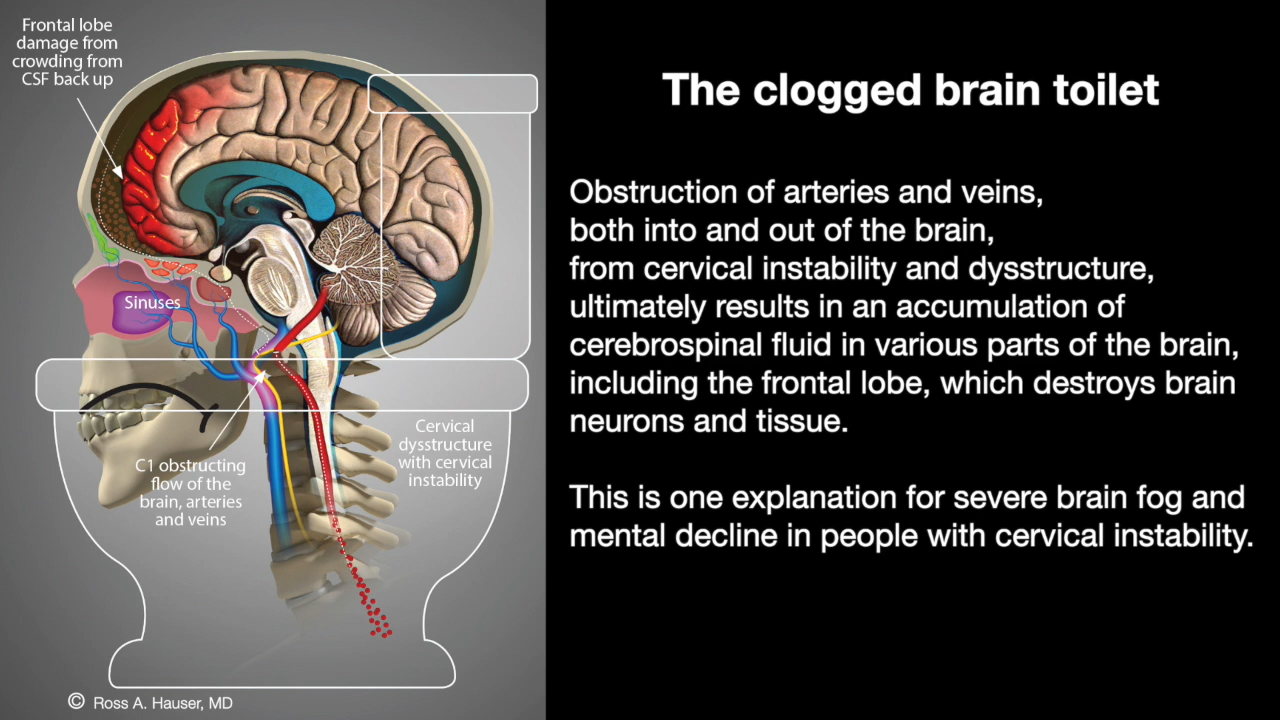 Frontal lobe
damage from
crowding from
CSF back up
Sinuses
C1 obstructing
flow of the
brain, arteries
and veins
Cervical
dysstructure
with cervical
instability
© Ross A. Hauser, MD
The clogged brain toilet
Obstruction of arteries and veins,
both into and out of the brain,
from cervical instability and dysstructure,
ultimately results in an accumulation of
cerebrospinal fluid in various parts of the brain,
including the frontal lobe, which destroys brain
neurons and tissue.
This is one explanation for severe brain fog and
mental decline in people with cervical instability.